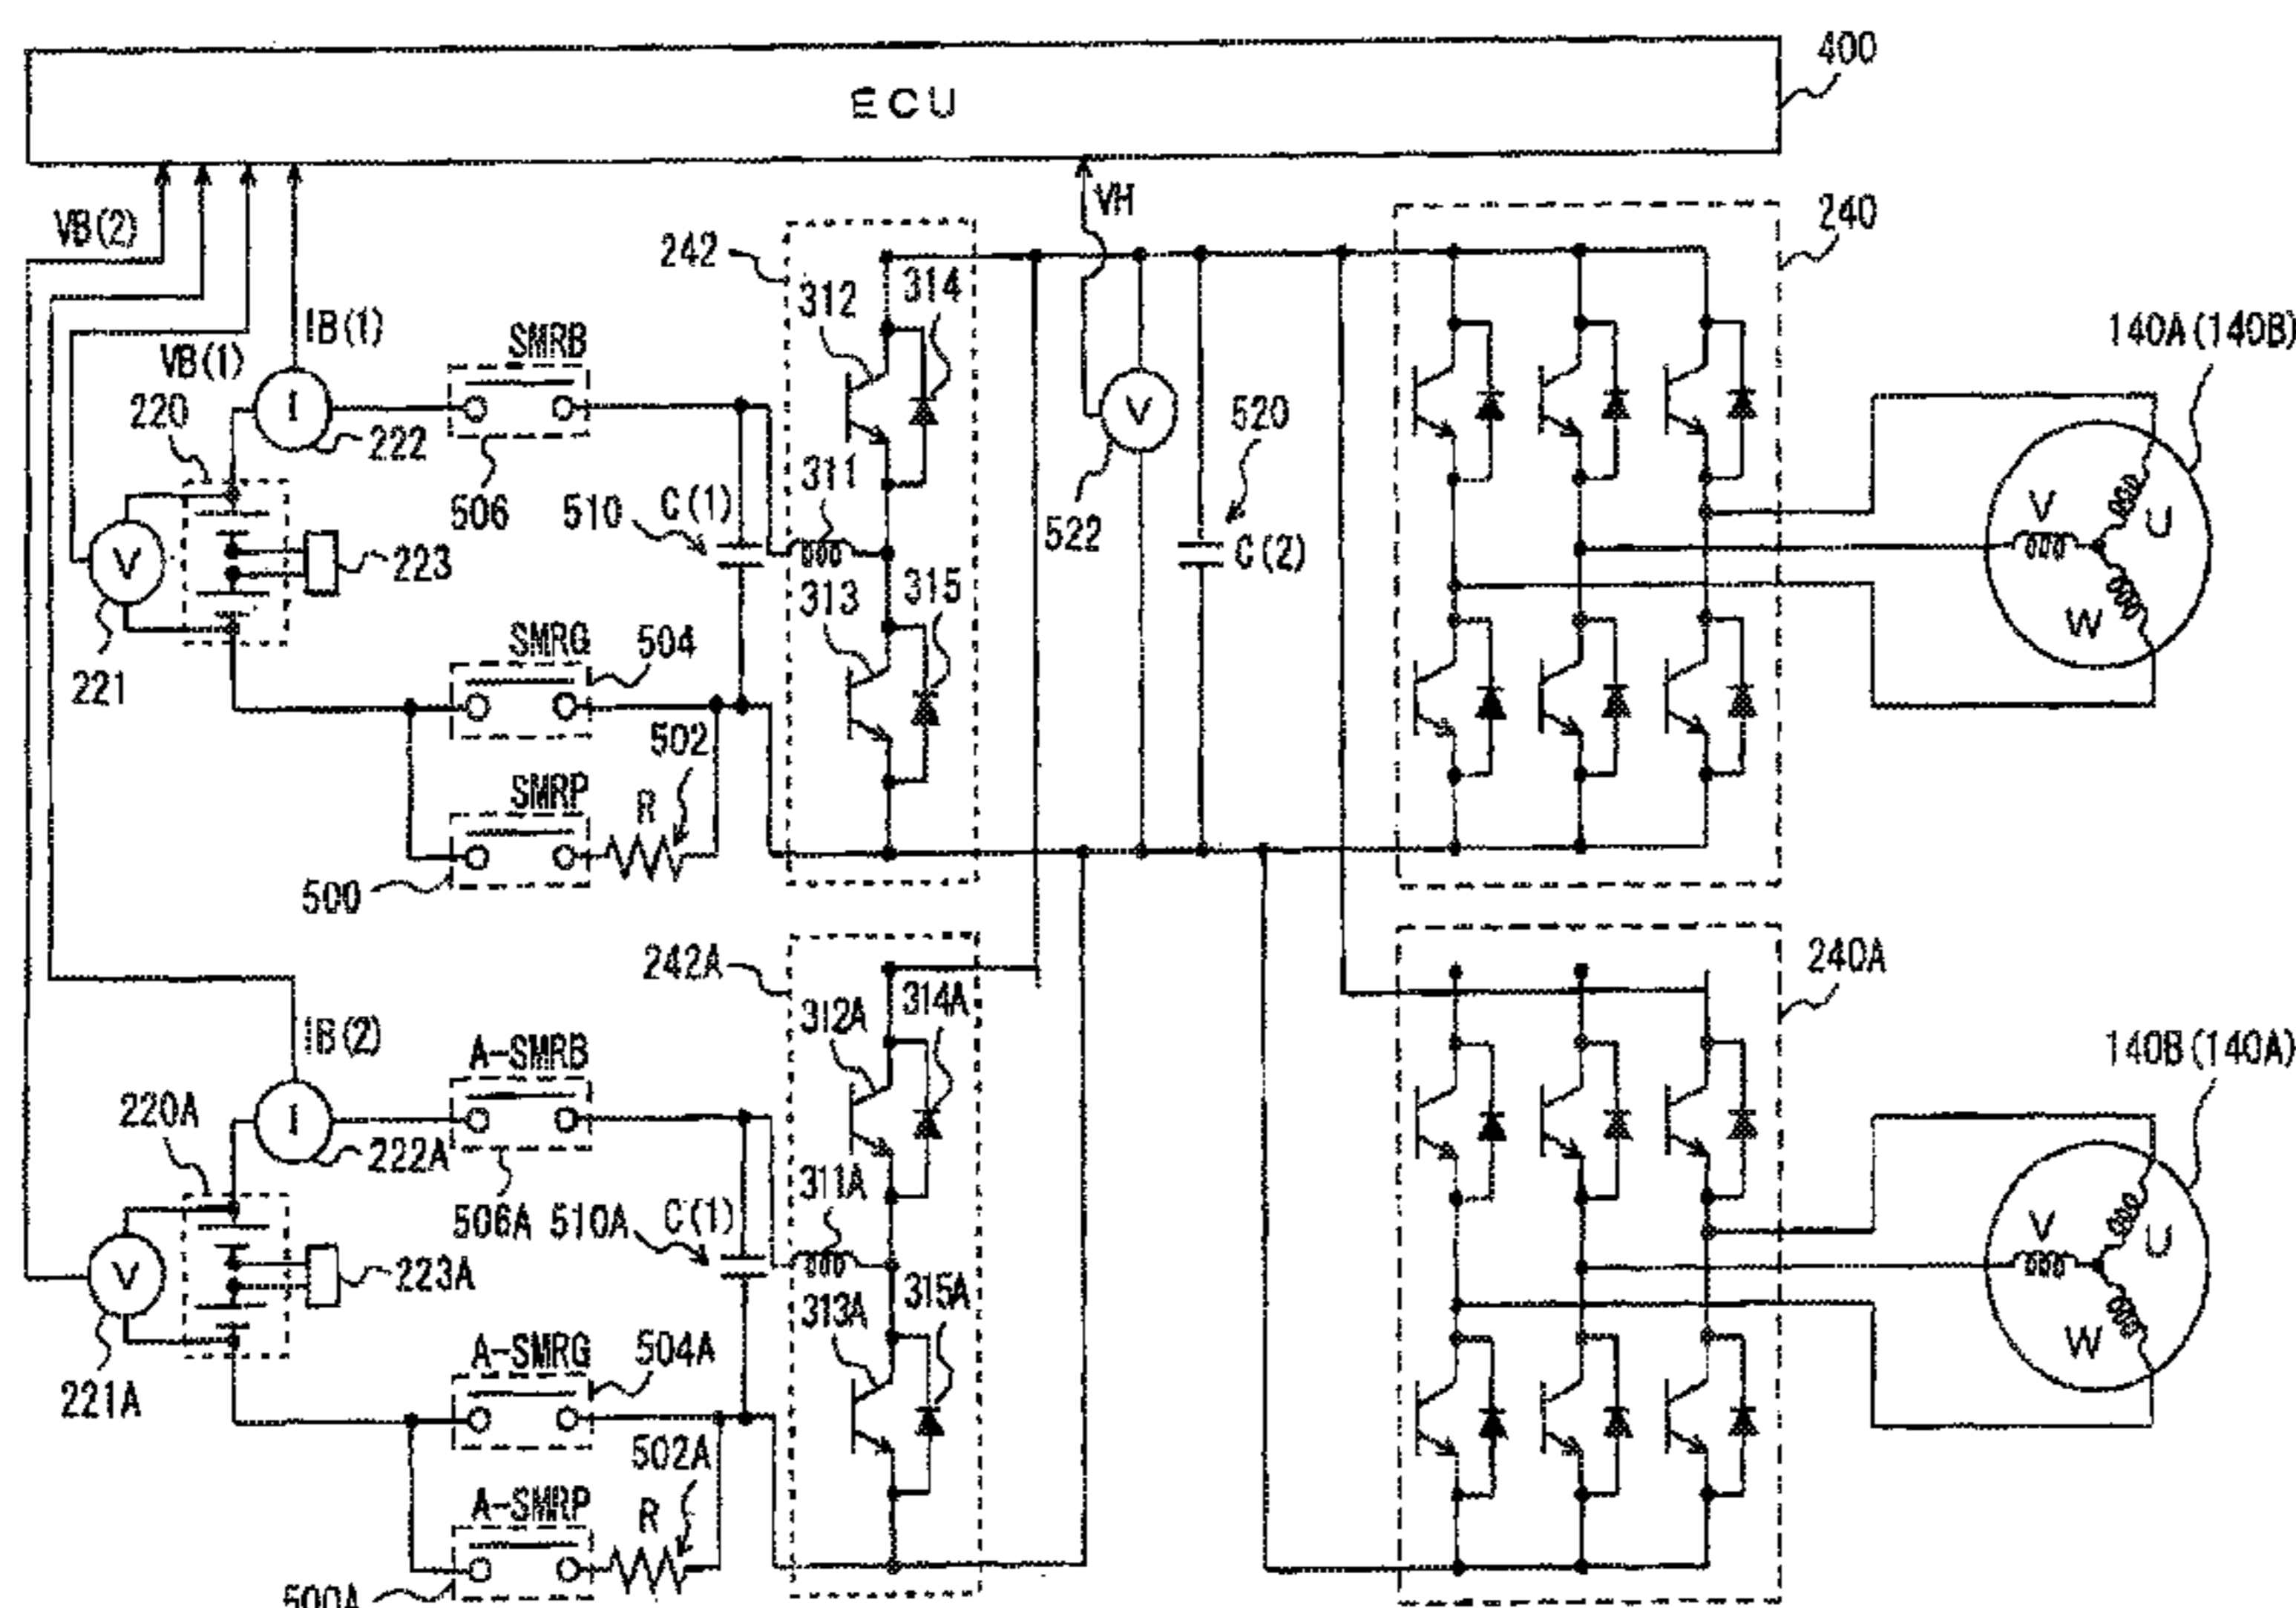 ECU
400
VB(2)
VH
240
242
314
312
IB(1)
SMRB
VB(1)
140A(140B)
220
I
222
V
520
506
311
510
C(1)
522
C(2)
V
U
V
223
313
315
W
221
SMRG
504
502
SMRP
R
500
242A
240A
314A
312A
IB(2)
A-SMRB
140B(140A)
220A
I
222A
311A
506A
510A
C(1)
V
U
V
223A
315A
313A
W
221A
A-SMRG
504A
502A
A-SMRP
R
500A